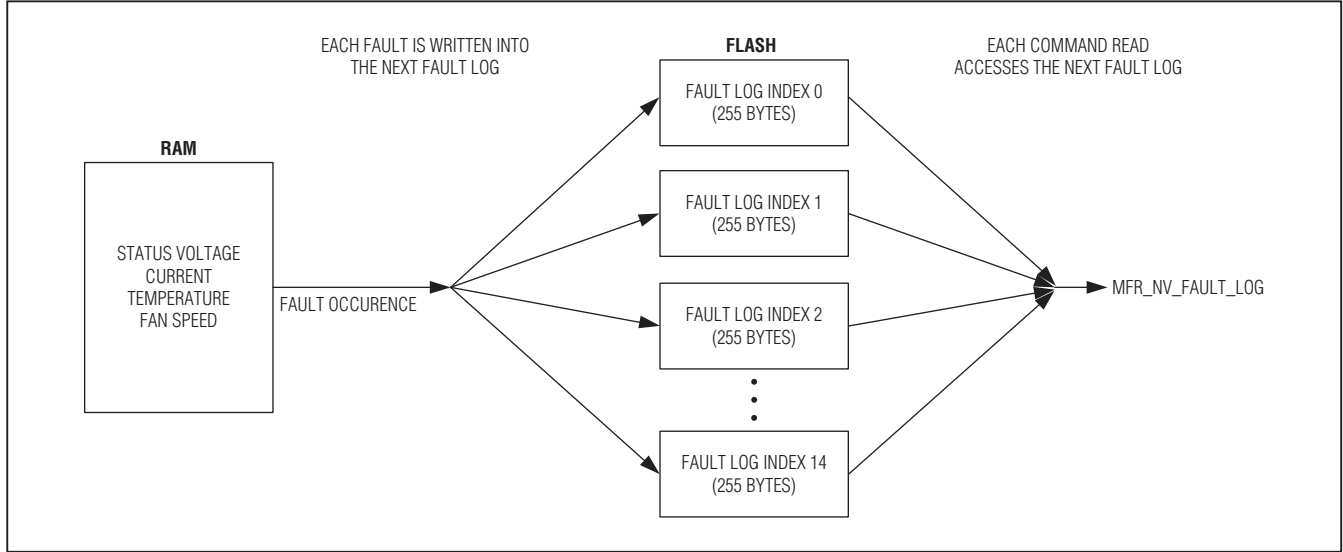 EACH FAULT IS WRITTEN INTO
THE NEXT FAULT LOG
FLASH
EACH COMMAND READ
ACCESSES THE NEXT FAULT LOG
FAULT LOG INDEX 0
(255 BYTES)
RAM
STATUS VOLTAGE
CURRENT
TEMPERATURE
FAN SPEED
FAULT OCCURENCE
FAULT LOG INDEX 1
(255 BYTES)
FAULT LOG INDEX 2
(255 BYTES)
FAULT LOG INDEX 14
(255 BYTES)
MFR_NV_FAULT_LOG